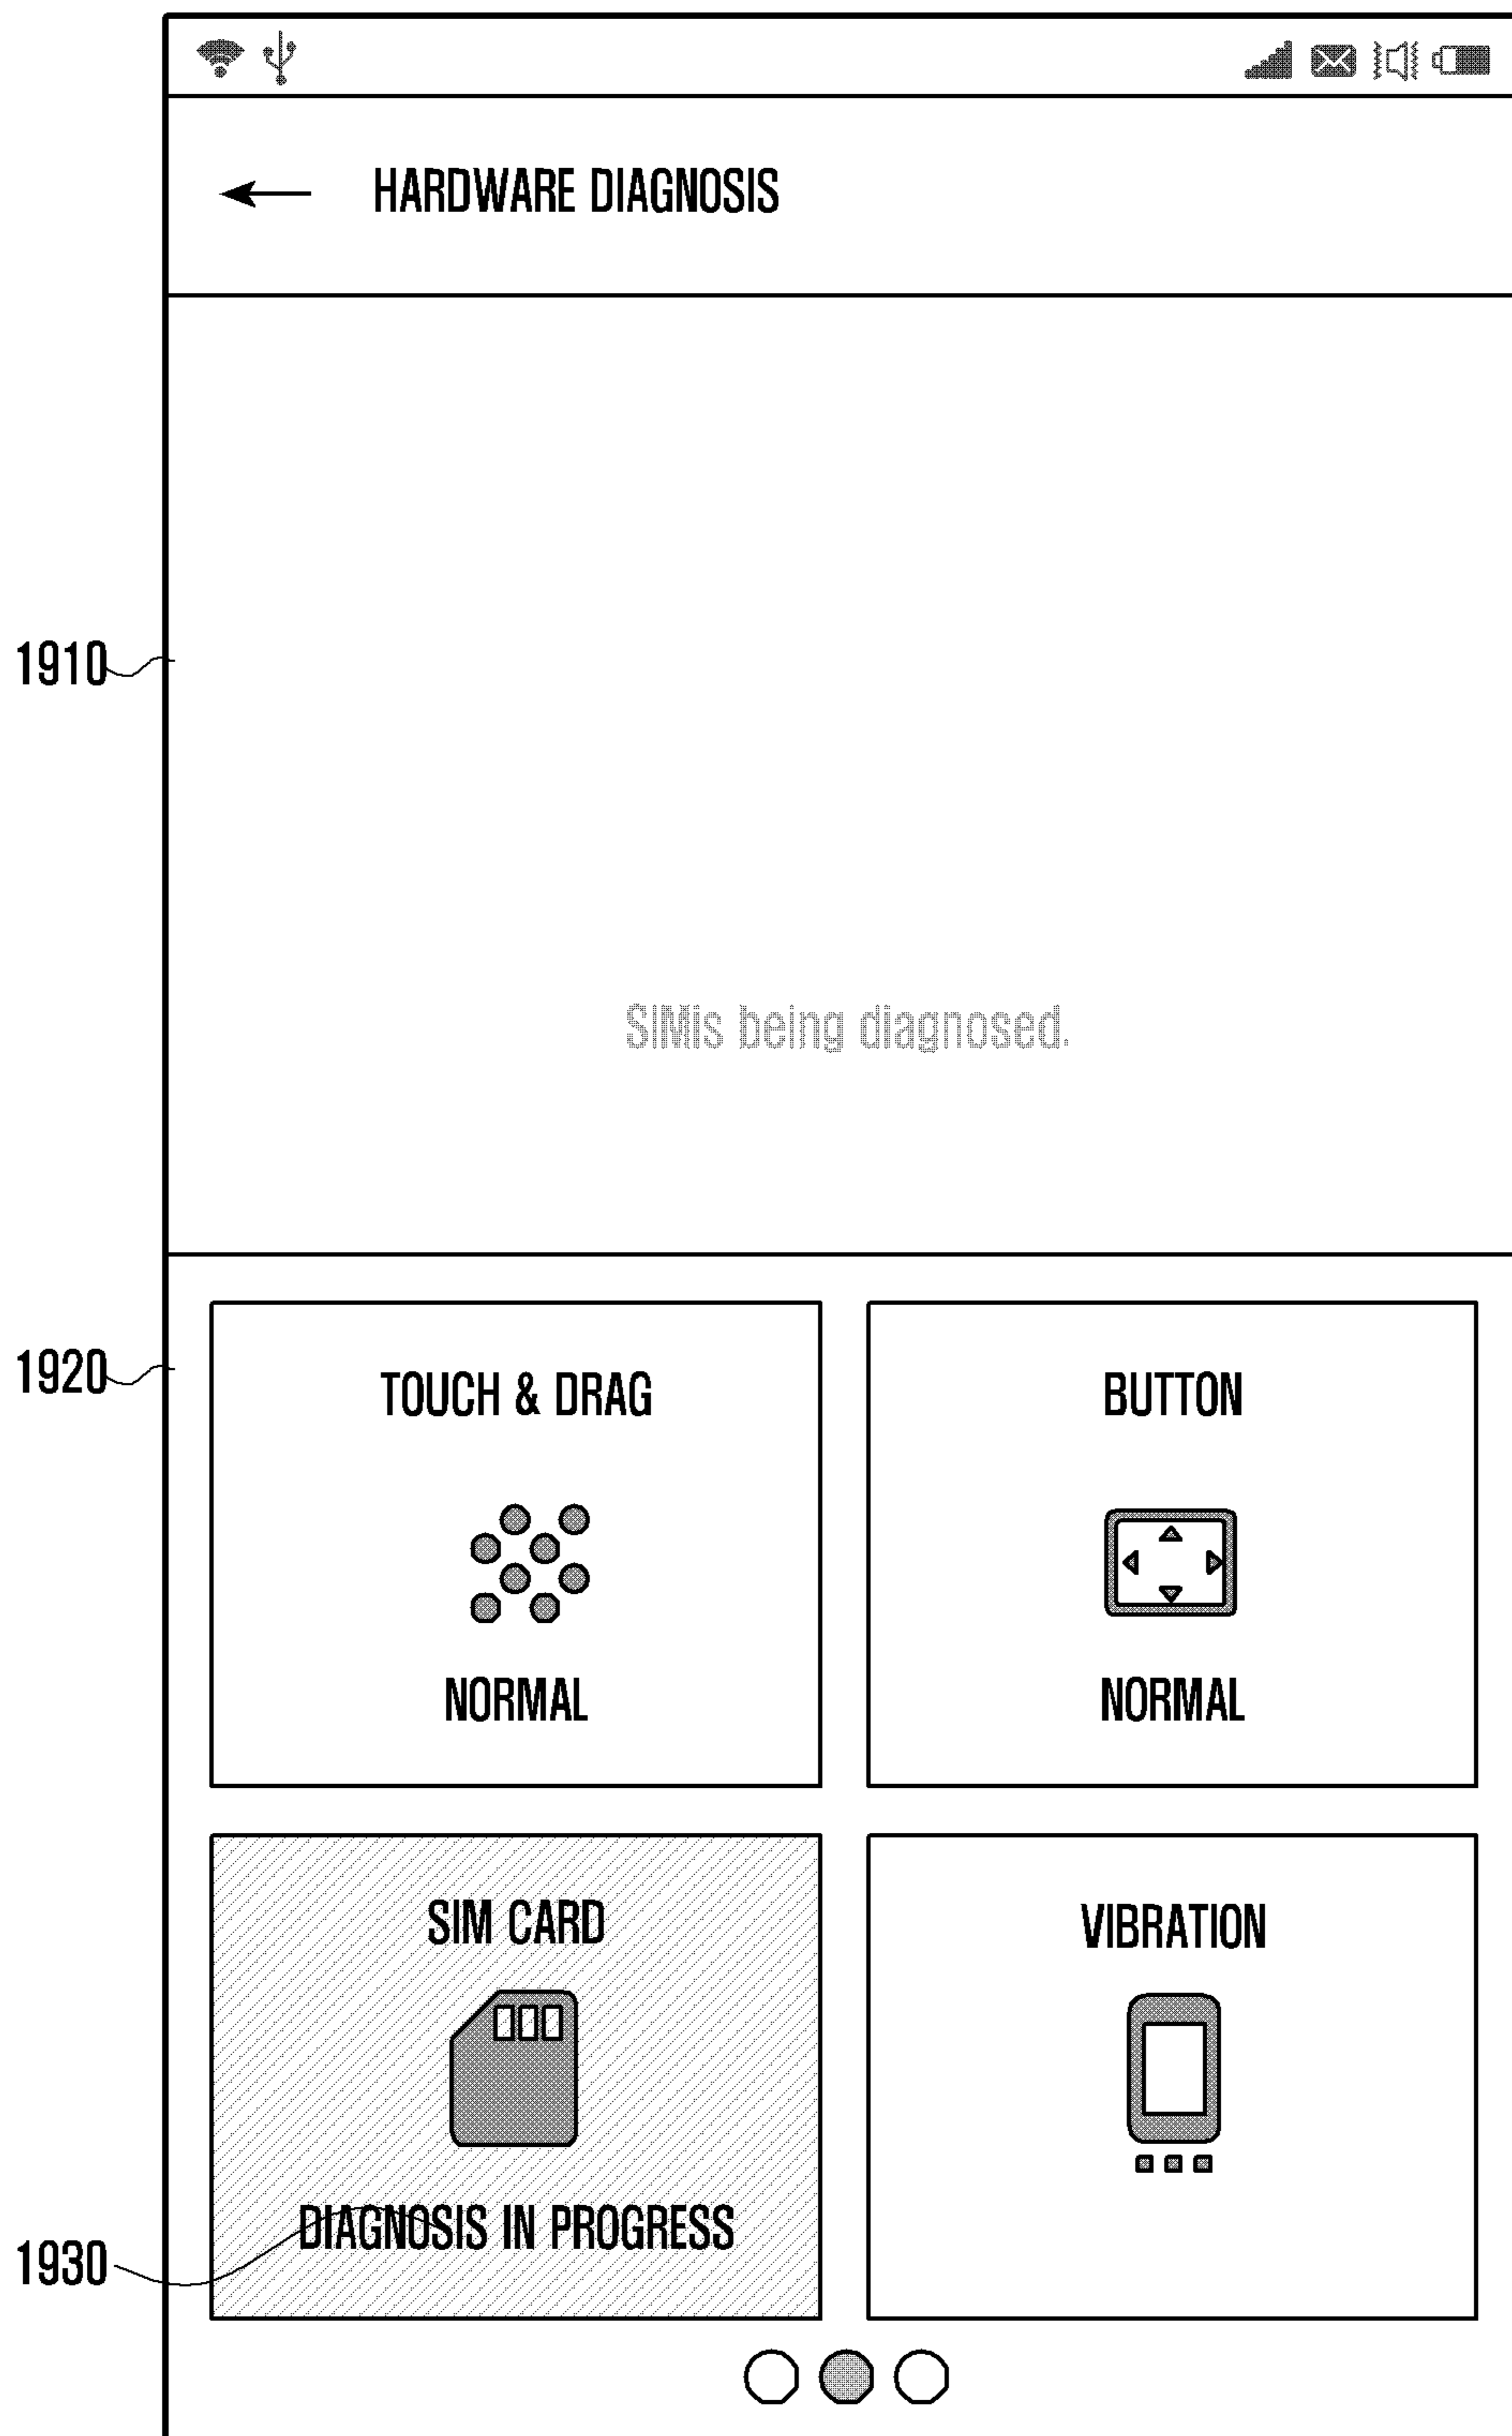 HARDWARE DIAGNOSIS
1910
SIMis being diagnosed.
1920
TOUCH & DRAG
BUTTON
NORMAL
NORMAL
SIM CARD
VIBRATION
DIAGNOSIS IN PROGRESS
1930